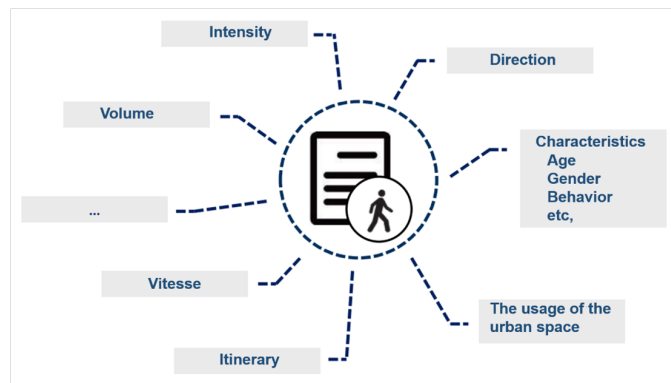 Intensity
Direction
Volume
Characteristics
Age
Gender
Behavior
etc,
...
Vitesse
The usage of the
urban space
Itinerary